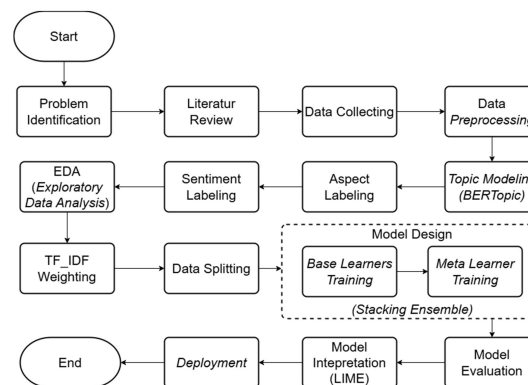 Start
Problem
Identification
Literatur
Review
Data Collecting
Data
Preprocessing
EDA
(Exploratory
Data Analysis)
Sentiment
Labeling
Aspect
Labeling
Topic Modelin
(BERTopic)
TF_IDF
Weighting
Data Splitting
Model Design
Base Learners
Training
Meta Learner
Training
(Stacking Ensemble)
End
Deployment
Model
Intepretation
(LIME)
Model
Evaluation